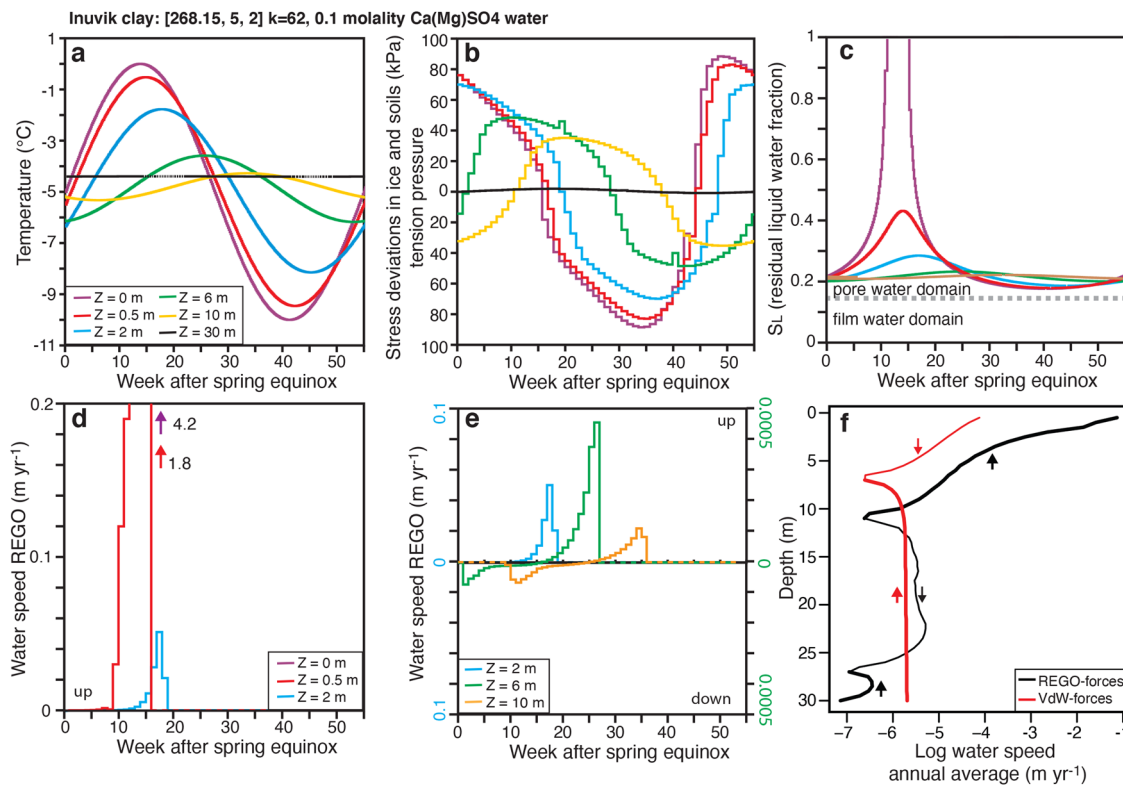 Inuvik clay: [268.15, 5, 2] k=62, 0.1 molality Ca(Mg)SO4 water
a
Temperature (°C)
1
-1
-3
-5
-7
-9
-11
Z = 0 m
Z = 0.5 m
Z = 2 m
Z = 6 m
Z = 10 m
Z = 30 m
0 10 20 30 40 50
Week after spring equinox
b
Stress deviations in ice and soils (kPa)
tension pressure
100
80
60
40
20
0
20
40
60
80
100
0 10 20 30 40 50
Week after spring equinox
c
SL (residual liquid water fraction)
1
0.8
0.6
0.4
0.2
0
pore water domain
film water domain
0 10 20 30 40 50
Week after spring equinox
d
Water speed REGO (m yr-1)
0.2
0.1
0
4.2
1.8
up
Z = 0 m
Z = 0.5 m
Z = 2 m
0 10 20 30 40 50
Week after spring equinox
e
Water speed REGO (m yr-1)
0.1
0
0.1
0.0005
0
0.0005
up
down
Z = 2 m
Z = 6 m
Z = 10 m
0 10 20 30 40 50
Week after spring equinox
f
Depth (m)
0
10
20
30
REGO-forces
VdW-forces
−7 −6 −5 −4 −3 −2 −1
Log water speed
annual average (m yr-1)